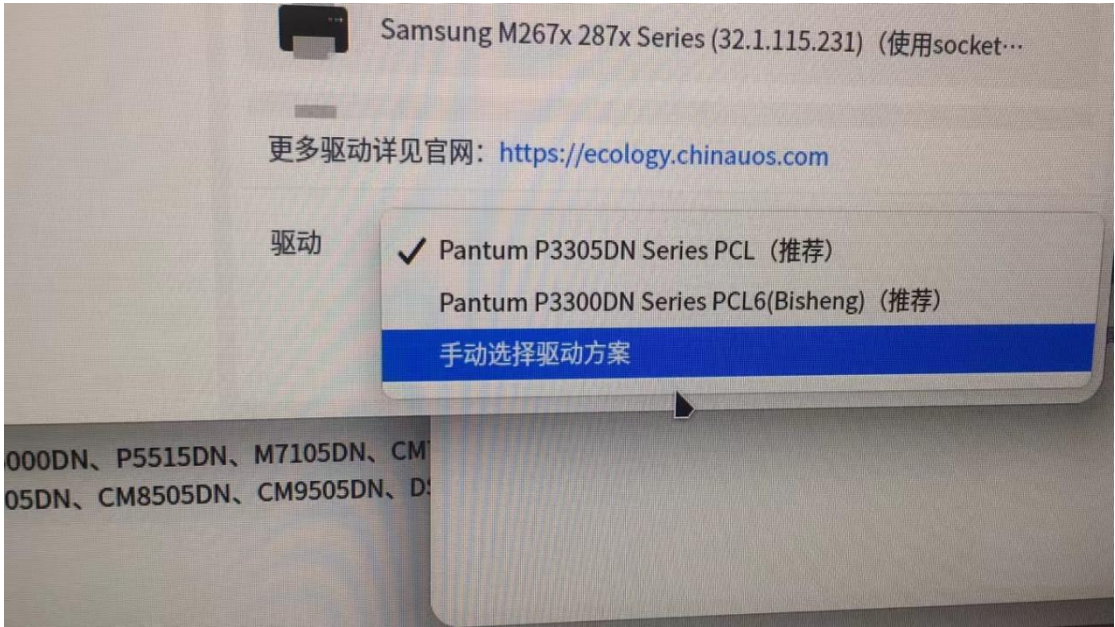 Samsung M267x 287x Series (32.1.115.231)（使用socket…
更多驱动详见官网：https://ecology.chinauos.com
驱动
✓ Pantum P3305DN Series PCL（推荐）
Pantum P3300DN Series PCL6(Bisheng)（推荐）
手动选择驱动方案
000DN、P5515DN、M7105DN、CM
05DN、CM8505DN、CM9505DN、D